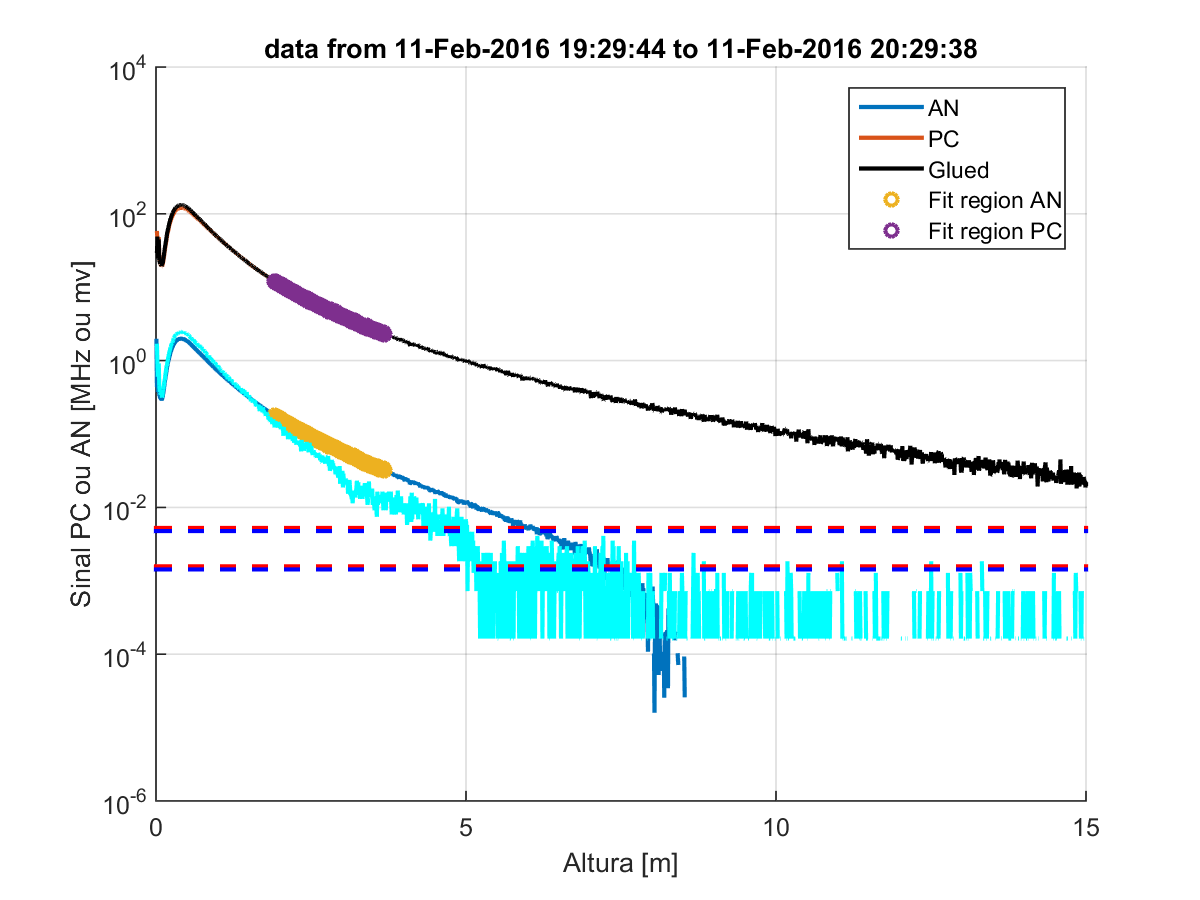 data from 11-Feb-2016 19:29:44 to 11-Feb-2016 20:29:38
AN
PC
Glued
Fit region AN
Fit region PC
Sinal PC ou AN [MHz ou mv]
10^4
10^2
10^0
10^-2
10^-4
10^-6
0 5 10 15
Altura [m]